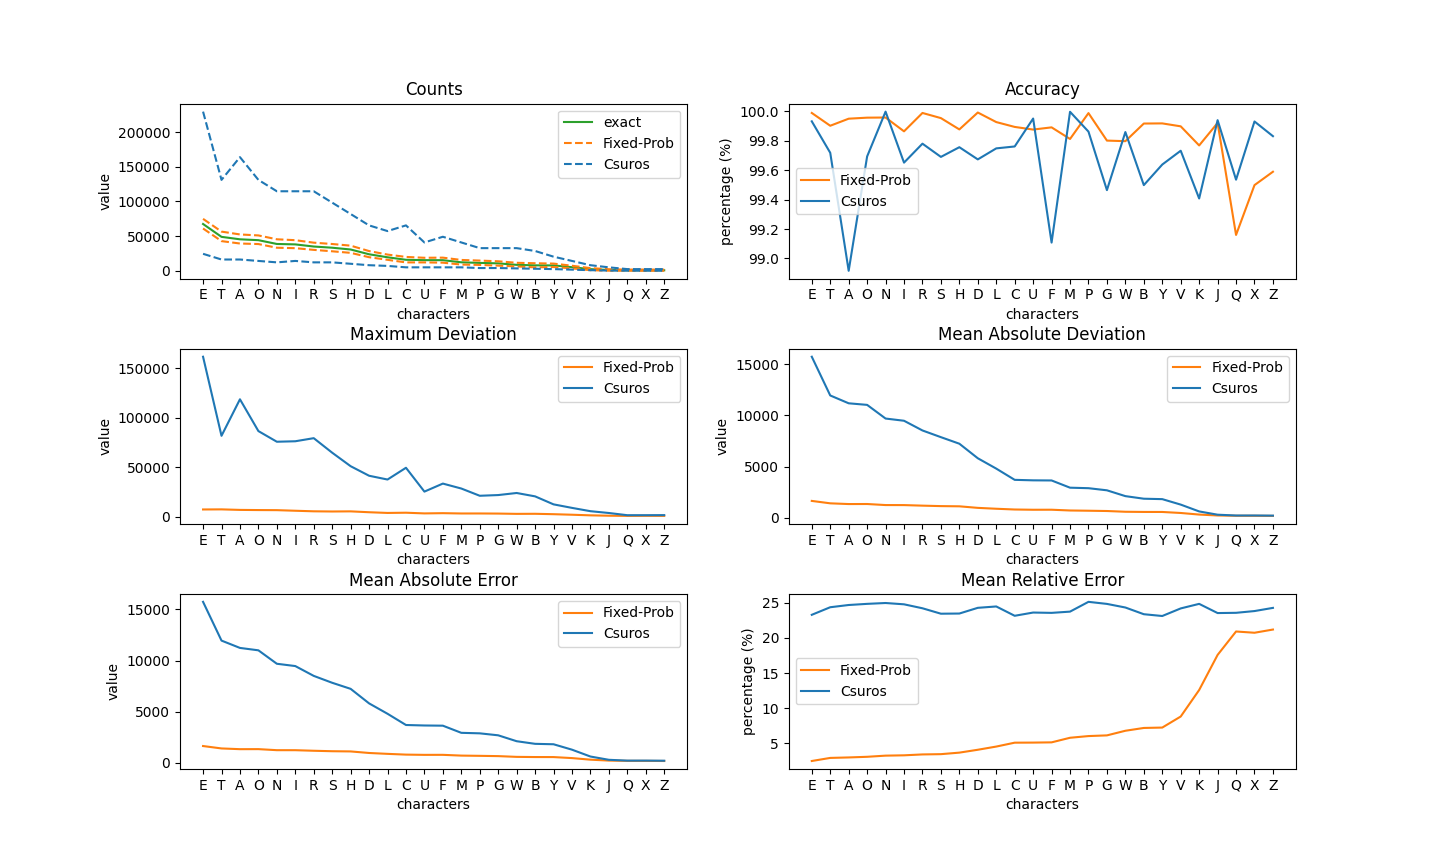 Counts
value
200000
150000
100000
50000
0
exact
Fixed-Prob
Csuros
E T A O N I R S H D L C U F M P G W B Y V K J Q X Z
characters
Accuracy
percentage (%)
100.0
99.8
99.6
99.4
99.2
99.0
Fixed-Prob
Csuros
E T A O N I R S H D L C U F M P G W B Y V K J Q X Z
characters
Maximum Deviation
value
150000
100000
50000
0
Fixed-Prob
Csuros
E T A O N I R S H D L C U F M P G W B Y V K J Q X Z
characters
Mean Absolute Deviation
value
15000
10000
5000
0
Fixed-Prob
Csuros
E T A O N I R S H D L C U F M P G W B Y V K J Q X Z
characters
Mean Absolute Error
value
15000
10000
5000
0
Fixed-Prob
Csuros
E T A O N I R S H D L C U F M P G W B Y V K J Q X Z
characters
Mean Relative Error
percentage (%)
25
20
15
10
5
Fixed-Prob
Csuros
E T A O N I R S H D L C U F M P G W B Y V K J Q X Z
characters